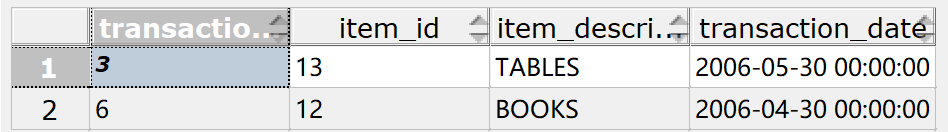 transactio... item_id item_descri... transaction_date
1 3 13 TABLES 2006-05-30 00:00:00
2 6 12 BOOKS 2006-04-30 00:00:00